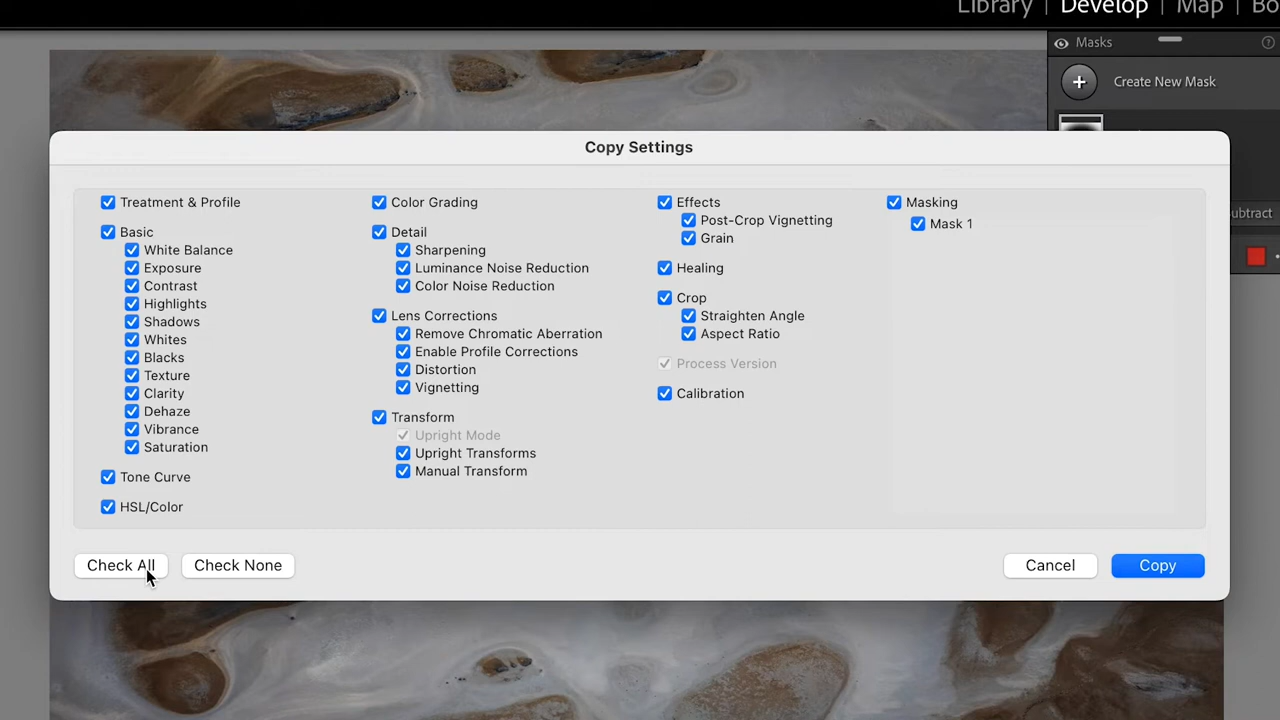 Library | Develop | Map | Bo
Masks
Create New Mask
Copy Settings
Treatment & Profile
Basic
White Balance
Exposure
Contrast
Highlights
Shadows
Whites
Blacks
Texture
Clarity
Dehaze
Vibrance
Saturation
Tone Curve
HSL/Color
Color Grading
Detail
Sharpening
Luminance Noise Reduction
Color Noise Reduction
Lens Corrections
Remove Chromatic Aberration
Enable Profile Corrections
Distortion
Vignetting
Transform
Upright Mode
Upright Transforms
Manual Transform
Effects
Post-Crop Vignetting
Grain
Healing
Crop
Straighten Angle
Aspect Ratio
Process Version
Calibration
Masking
Mask 1
ubtract
Check All
Check None
Cancel
Copy